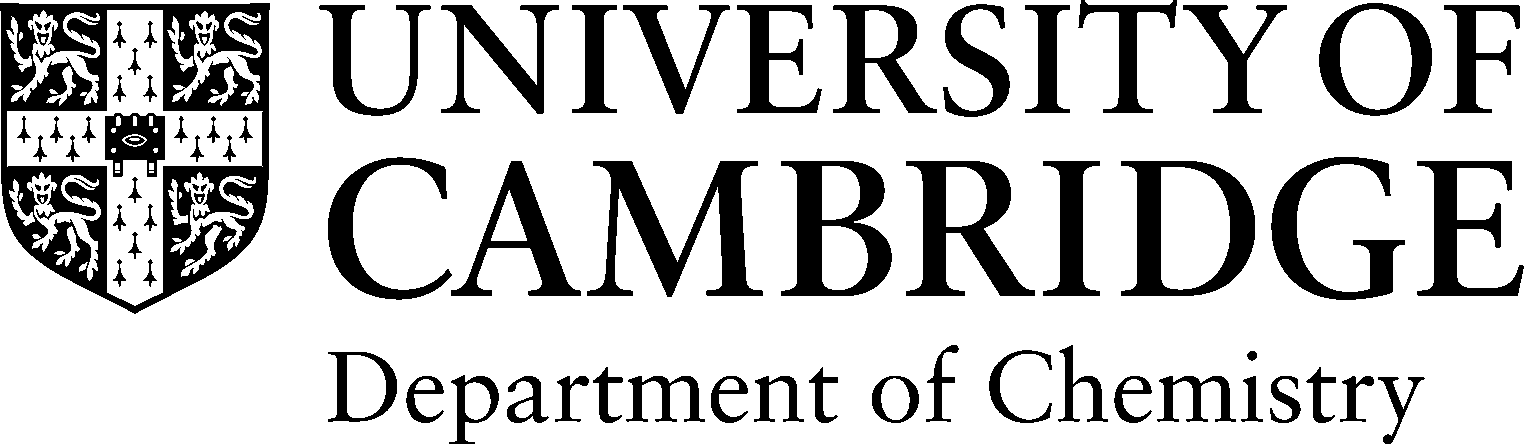 UNIVERSITY OF
CAMBRIDGE
Department of Chemistry